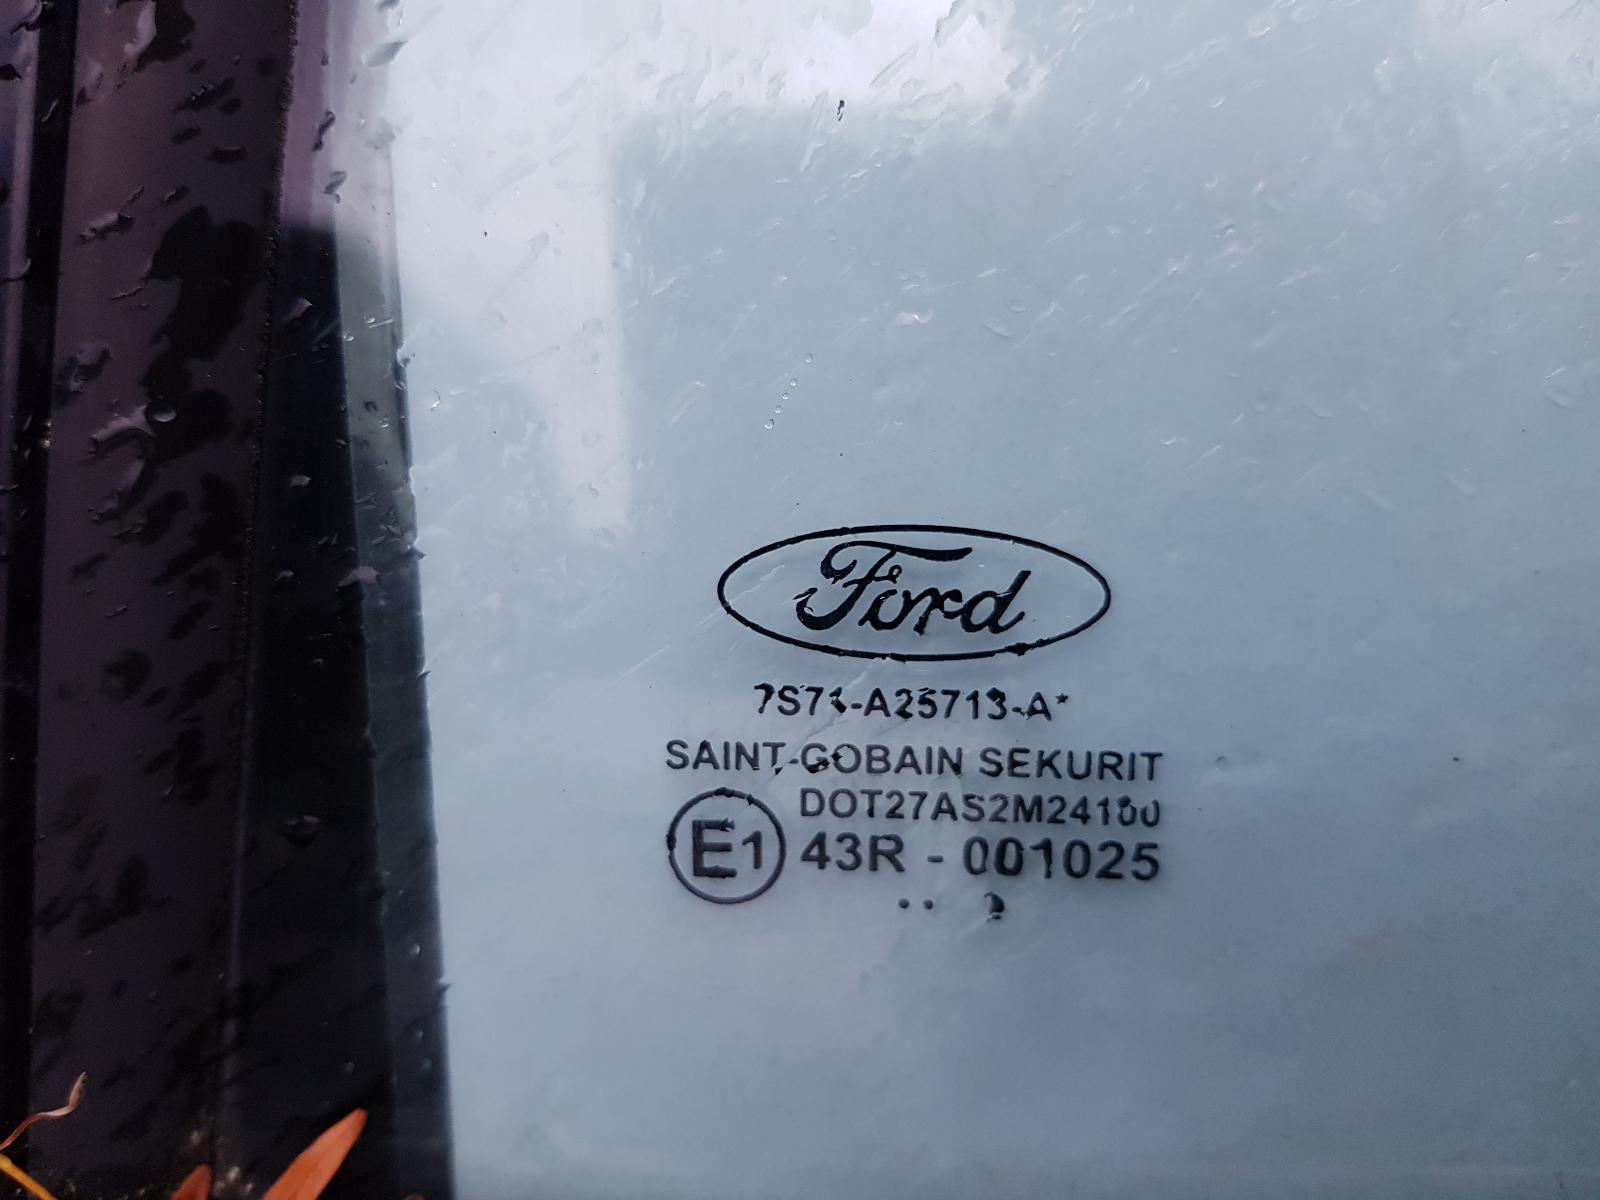 Ford
7S71-A25713-A*
SAINT-GOBAIN SEKURIT
DOT27AS2M24100
E1 43R - 001025